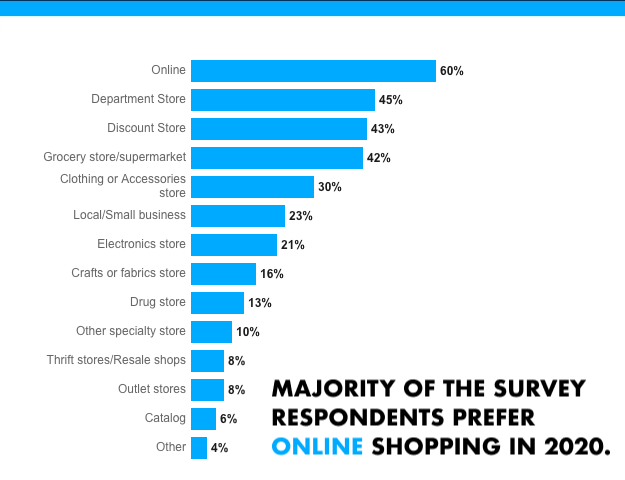 Online 60%
Department Store 45%
Discount Store 43%
Grocery store/supermarket 42%
Clothing or Accessories
store 30%
Local/Small business 23%
Electronics store 21%
Crafts or fabrics store 16%
Drug store 13%
Other specialty store 10%
Thrift stores/Resale shops 8%
Outlet stores 8%
Catalog 6%
Other 4%
MAJORITY OF THE SURVEY
RESPONDENTS PREFER
ONLINE SHOPPING IN 2020.